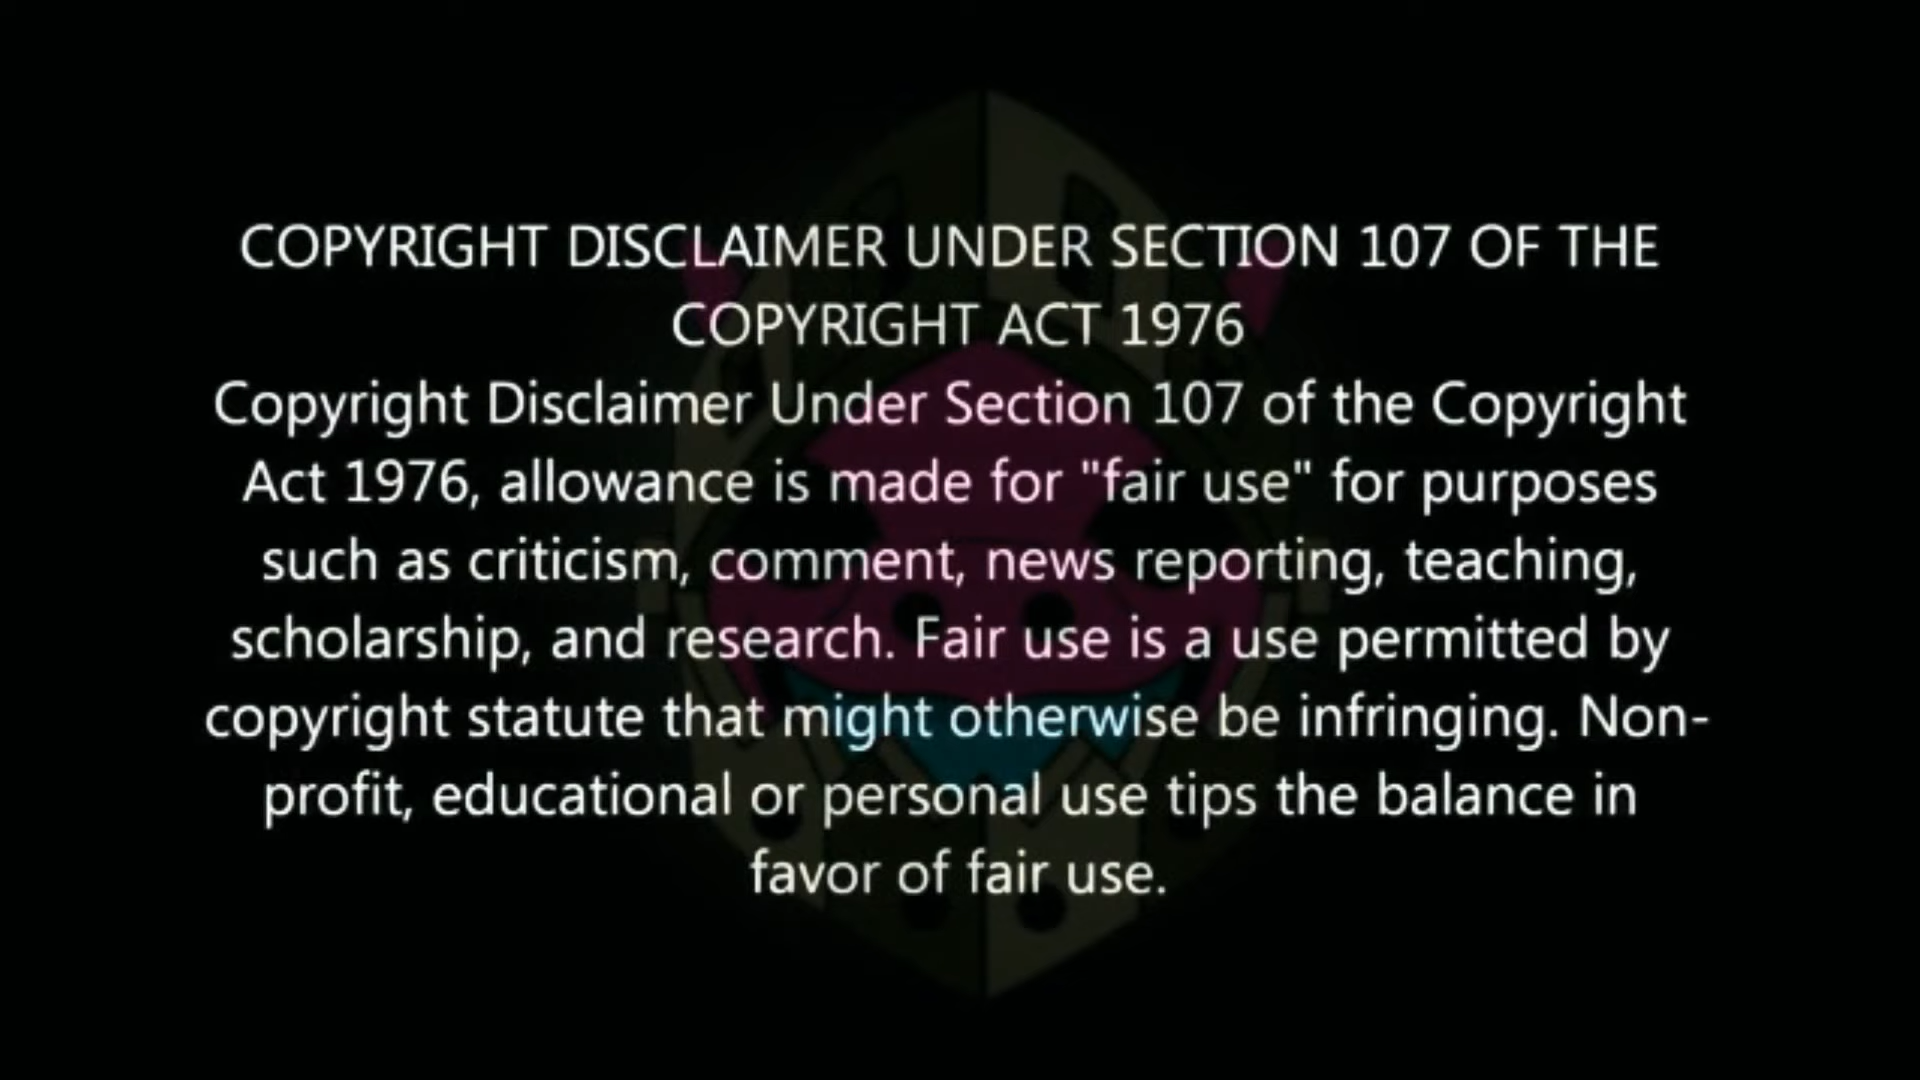 COPYRIGHT DISCLAIMER UNDER SECTION 107 OF THE
COPYRIGHT ACT 1976
Copyright Disclaimer Under Section 107 of the Copyright
Act 1976, allowance is made for "fair use" for purposes
such as criticism, comment, news reporting, teaching,
scholarship, and research. Fair use is a use permitted by
copyright statute that might otherwise be infringing. Non-
profit, educational or personal use tips the balance in
favor of fair use.